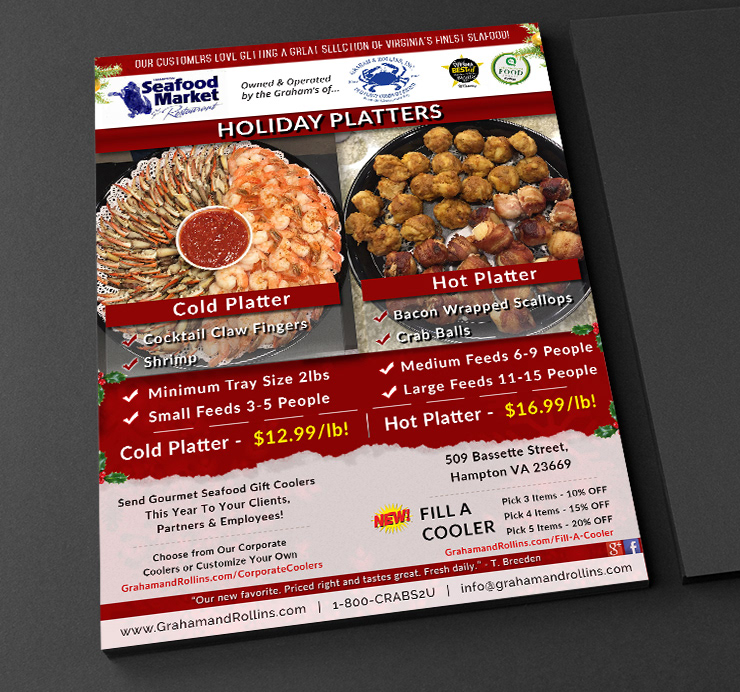 OUR CUSTOMERS LOVE GETTING A GREAT SELECTION OF VIRGINIA'S FINEST SEAFOOD!
Seafood
Market
& Restaurant
Owned & Operated
by the Graham's of...
GRAHAM & ROLLINS, INC.
BEST of
FOOD
HOLIDAY PLATTERS
Cold Platter
Cocktail Claw Fingers
Shrimp
Hot Platter
Bacon Wrapped Scallops
Crab Balls
Minimum Tray Size 2lbs
Small Feeds 3-5 People
Medium Feeds 6-9 People
Large Feeds 11-15 People
Cold Platter - $12.99/lb!
Hot Platter - $16.99/lb!
Send Gourmet Seafood Gift Coolers
This Year To Your Clients,
Partners & Employees!
Choose from Our Corporate
Coolers or Customize Your Own
GrahamandRollins.com/CorporateCoolers
509 Bassette Street,
Hampton VA 23669
NEW!
FILL A
COOLER
Pick 3 Items - 10% OFF
Pick 4 Items - 15% OFF
Pick 5 Items - 20% OFF
GrahamandRollins.com/Fill-A-Cooler
g+ f
"Our new favorite. Priced right and tastes great. Fresh daily." - T. Breeden
www.GrahamandRollins.com | 1-800-CRABS2U | info@grahamandrollins.com